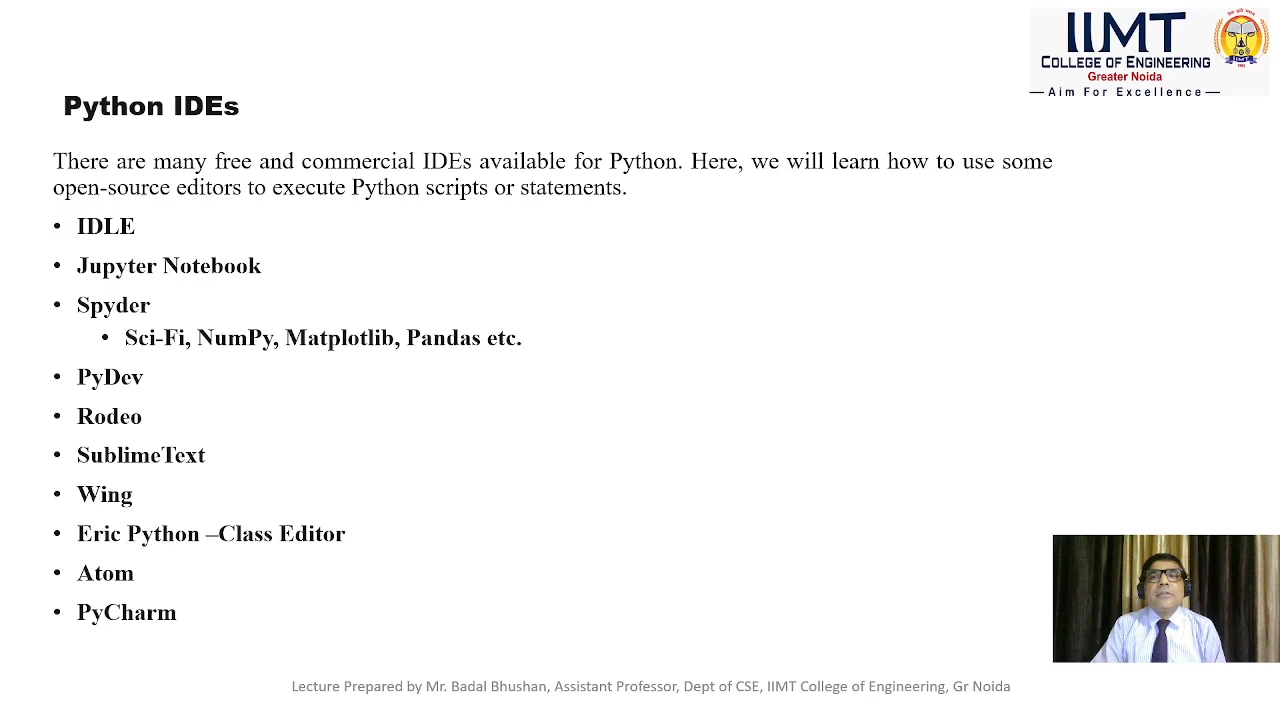 IIMT
COLLEGE OF ENGINEERING
Greater Noida
Aim For Excellence
Python IDEs
There are many free and commercial IDEs available for Python. Here, we will learn how to use some
open-source editors to execute Python scripts or statements.
• IDLE
• Jupyter Notebook
• Spyder
• Sci-Fi, NumPy, Matplotlib, Pandas etc.
• PyDev
• Rodeo
• SublimeText
• Wing
• Eric Python –Class Editor
• Atom
• PyCharm
Lecture Prepared by Mr. Badal Bhushan, Assistant Professor, Dept of CSE, IIMT College of Engineering, Gr Noida